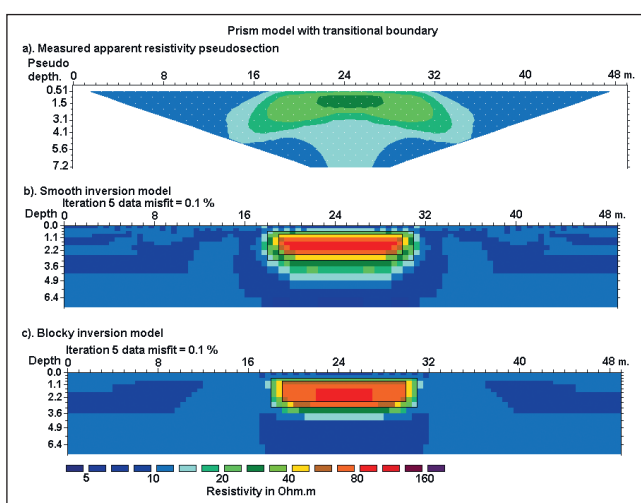 Prism model with transitional boundary
a). Measured apparent resistivity pseudosection
Pseudo
depth. 0 8 16 24 32 40 48 m.
0.51
1.5
3.1
4.1
5.6
7.2
b). Smooth inversion model
Iteration 5 data misfit = 0.1 %
Depth 0 8 16 24 32 40 48 m.
0.0
1.1
2.2
3.6
4.9
6.4
c). Blocky inversion model
Iteration 5 data misfit = 0.1 %
Depth 0 8 16 24 32 40 48 m.
0.0
1.1
2.2
3.6
4.9
6.4
5 10 20 40 80 160
Resistivity in Ohm.m